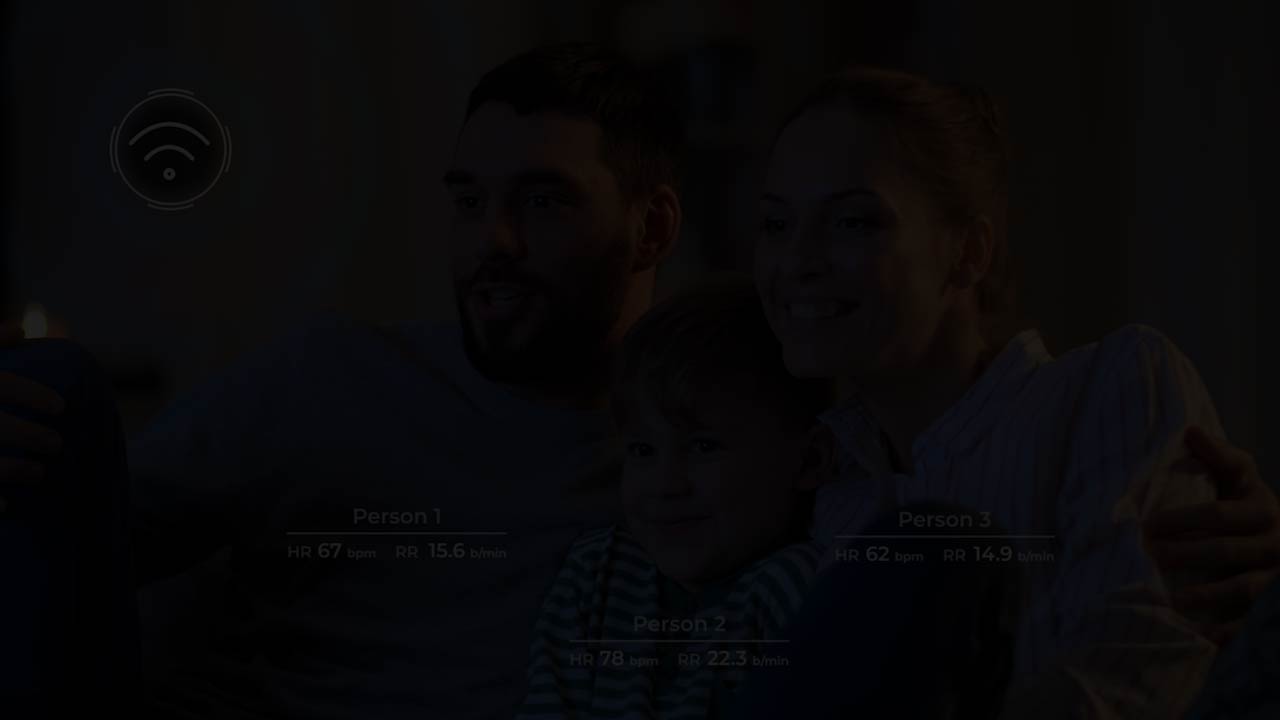 Person 1
HR 67 bpm RR 15.6 b/min
Person 3
HR 62 bpm RR 14.9 b/min
Person 2
HR 78 bpm RR 22.3 b/min